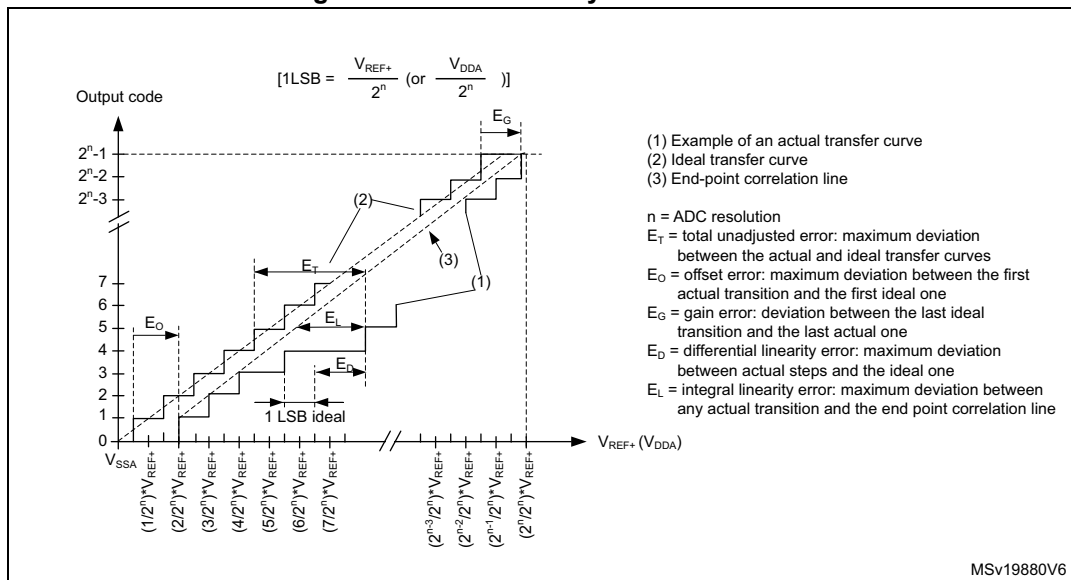 [1LSB = V_REF+ / 2^n (or V_DDA / 2^n )]
Output code
E_G
2^n-1
2^n-2
2^n-3
(2)
(3)
(1)
7
6
5
4
3
2
1
0
E_T
E_O
E_L
E_D
1 LSB ideal
V_SSA
V_REF+ (V_DDA)
(1/2^n)*V_REF+
(2/2^n)*V_REF+
(3/2^n)*V_REF+
(4/2^n)*V_REF+
(5/2^n)*V_REF+
(6/2^n)*V_REF+
(7/2^n)*V_REF+
(2^n-3/2^n)*V_REF+
(2^n-2/2^n)*V_REF+
(2^n-1/2^n)*V_REF+
(2^n/2^n)*V_REF+
(1) Example of an actual transfer curve
(2) Ideal transfer curve
(3) End-point correlation line
n = ADC resolution
E_T = total unadjusted error: maximum deviation
between the actual and ideal transfer curves
E_O = offset error: maximum deviation between the first
actual transition and the first ideal one
E_G = gain error: deviation between the last ideal
transition and the last actual one
E_D = differential linearity error: maximum deviation
between actual steps and the ideal one
E_L = integral linearity error: maximum deviation between
any actual transition and the end point correlation line
MSv19880V6